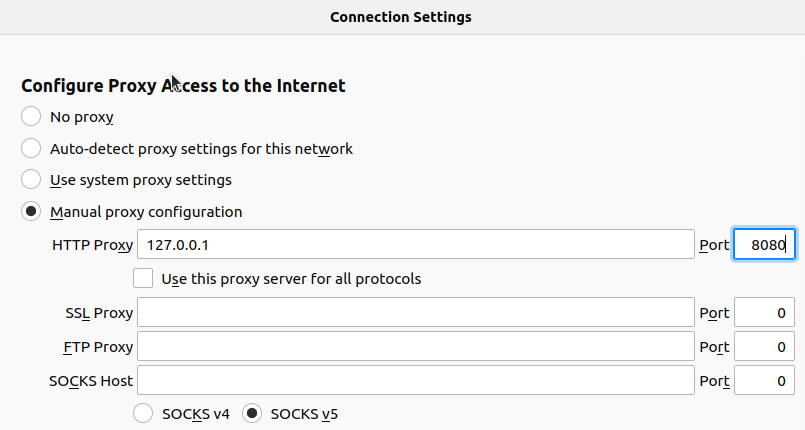 Connection Settings
Configure Proxy Access to the Internet
No proxy
Auto-detect proxy settings for this network
Use system proxy settings
Manual proxy configuration
HTTP Proxy 127.0.0.1 Port 8080
Use this proxy server for all protocols
SSL Proxy Port 0
FTP Proxy Port 0
SOCKS Host Port 0
SOCKS v4 SOCKS v5